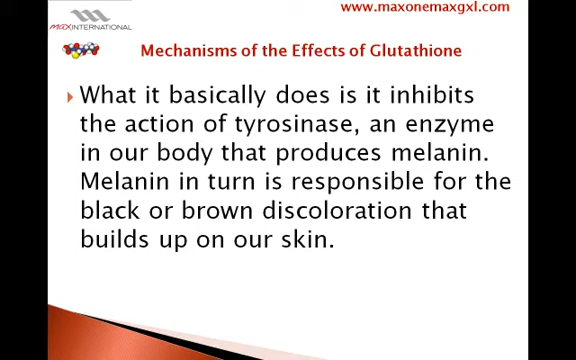 www.maxonemaxgxl.com
MAXINTERNATIONAL
Mechanisms of the Effects of Glutathione
What it basically does is it inhibits
the action of tyrosinase, an enzyme
in our body that produces melanin.
Melanin in turn is responsible for the
black or brown discoloration that
builds up on our skin.